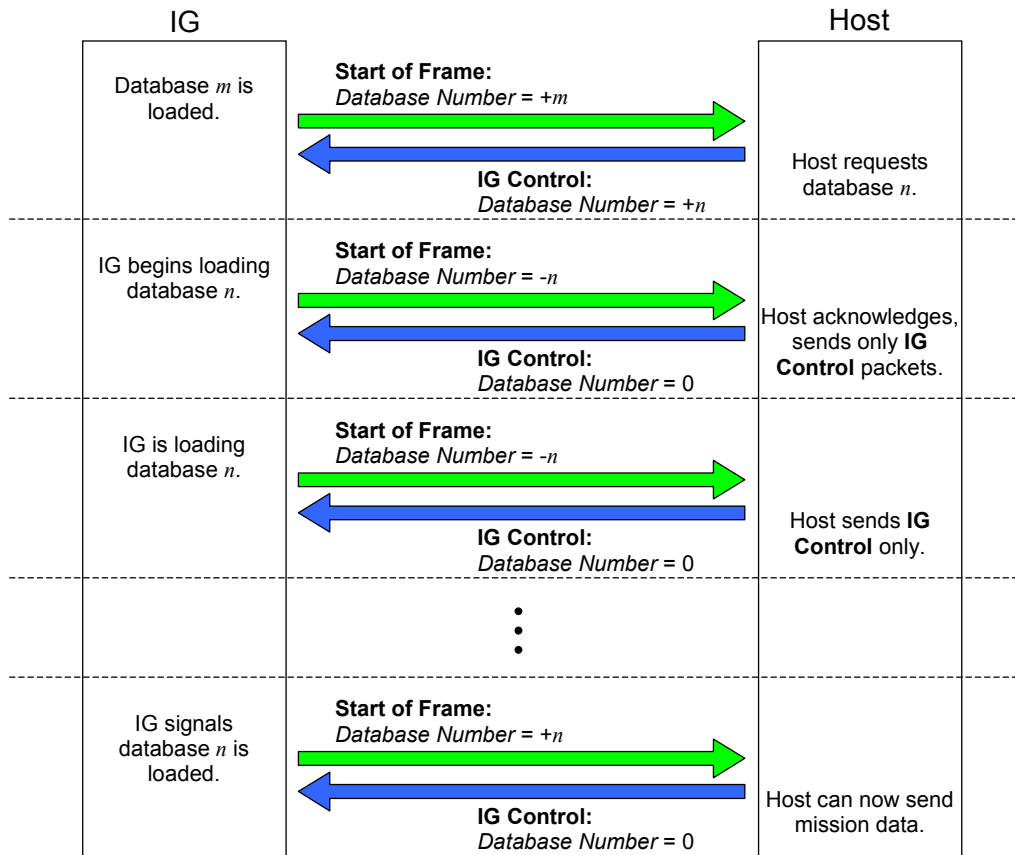 IG
Host
Database m is
loaded.
Start of Frame:
Database Number = +m
IG Control:
Database Number = +n
Host requests
database n.
IG begins loading
database n.
Start of Frame:
Database Number = -n
IG Control:
Database Number = 0
Host acknowledges,
sends only IG
Control packets.
IG is loading
database n.
Start of Frame:
Database Number = -n
IG Control:
Database Number = 0
Host sends IG
Control only.
IG signals
database n is
loaded.
Start of Frame:
Database Number = +n
IG Control:
Database Number = 0
Host can now send
mission data.